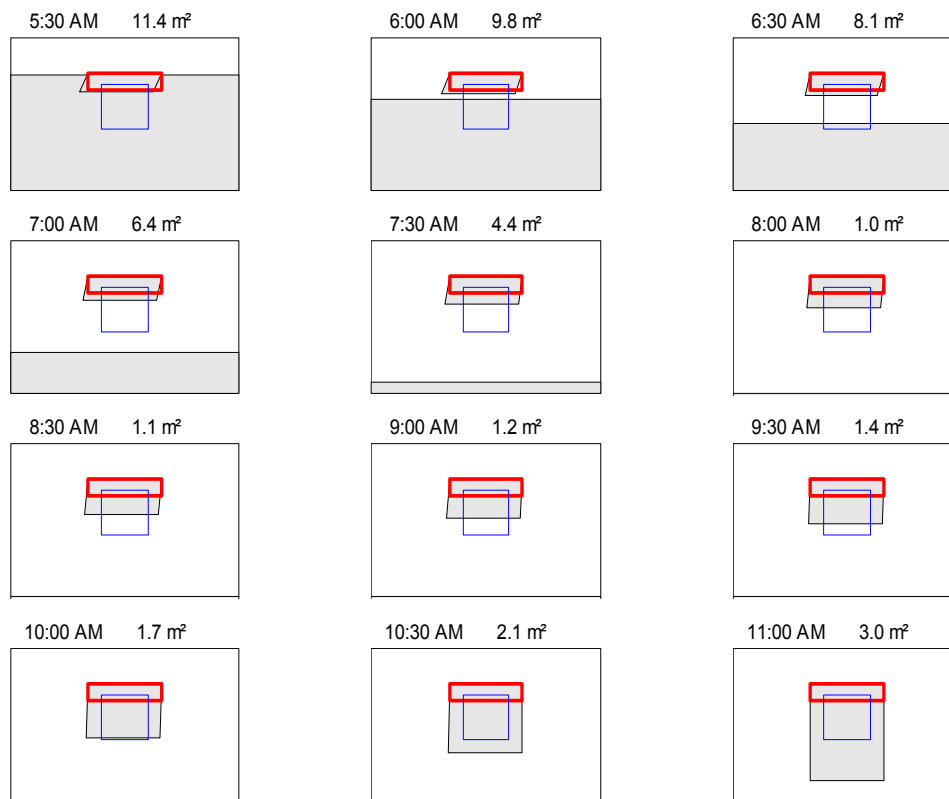 5:30 AM 11.4 m²
6:00 AM 9.8 m²
6:30 AM 8.1 m²
7:00 AM 6.4 m²
7:30 AM 4.4 m²
8:00 AM 1.0 m²
8:30 AM 1.1 m²
9:00 AM 1.2 m²
9:30 AM 1.4 m²
10:00 AM 1.7 m²
10:30 AM 2.1 m²
11:00 AM 3.0 m²